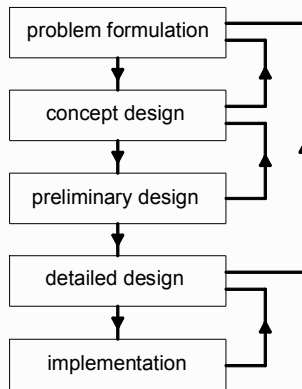 problem formulation
concept design
preliminary design
detailed design
implementation